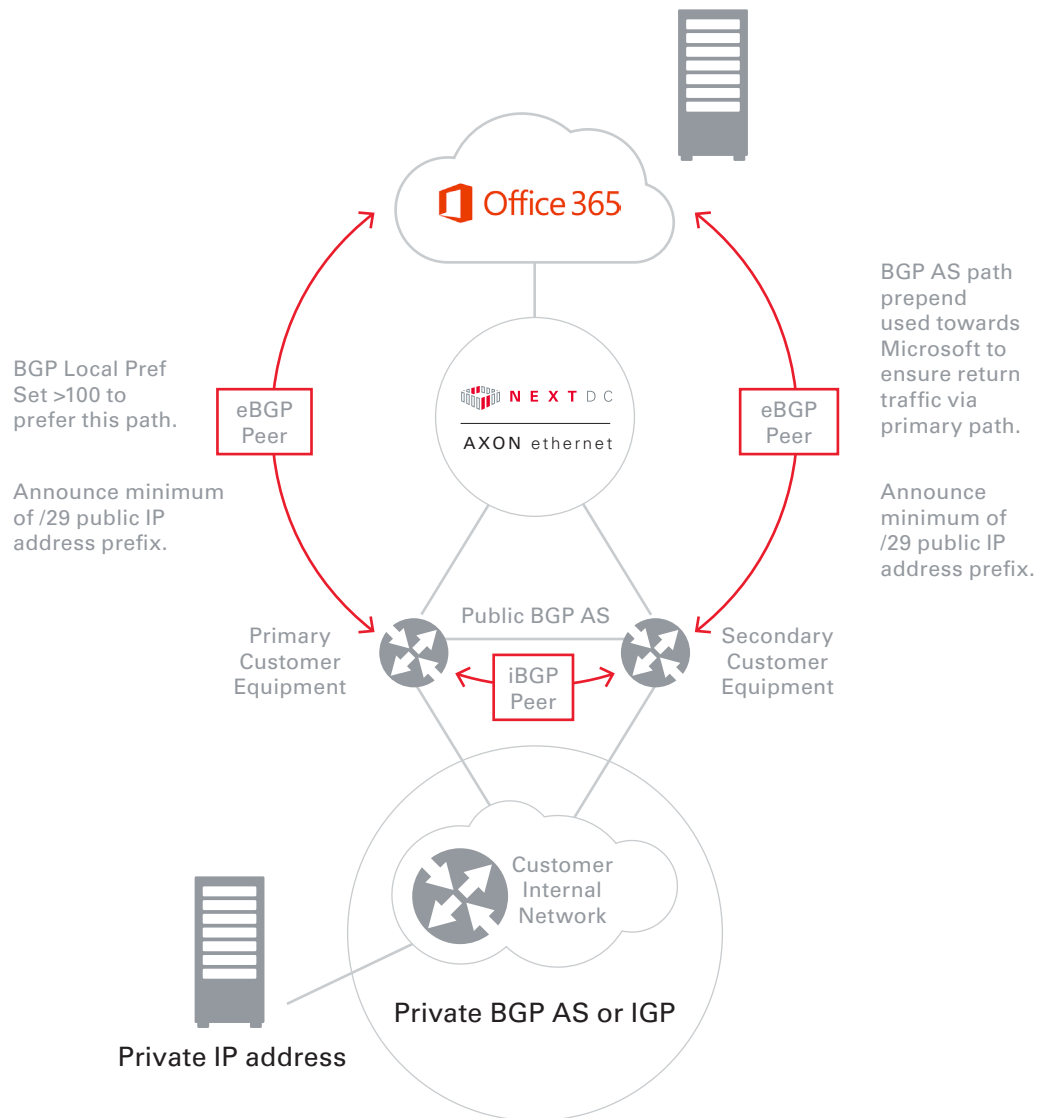 Office 365
BGP Local Pref
Set >100 to
prefer this path.
Announce minimum
of /29 public IP
address prefix.
eBGP
Peer
NEXTDC
AXON ethernet
eBGP
Peer
BGP AS path
prepend
used towards
Microsoft to
ensure return
traffic via
primary path.
Announce
minimum of
/29 public IP
address prefix.
Primary
Customer
Equipment
Public BGP AS
iBGP
Peer
Secondary
Customer
Equipment
Customer
Internal
Network
Private BGP AS or IGP
Private IP address